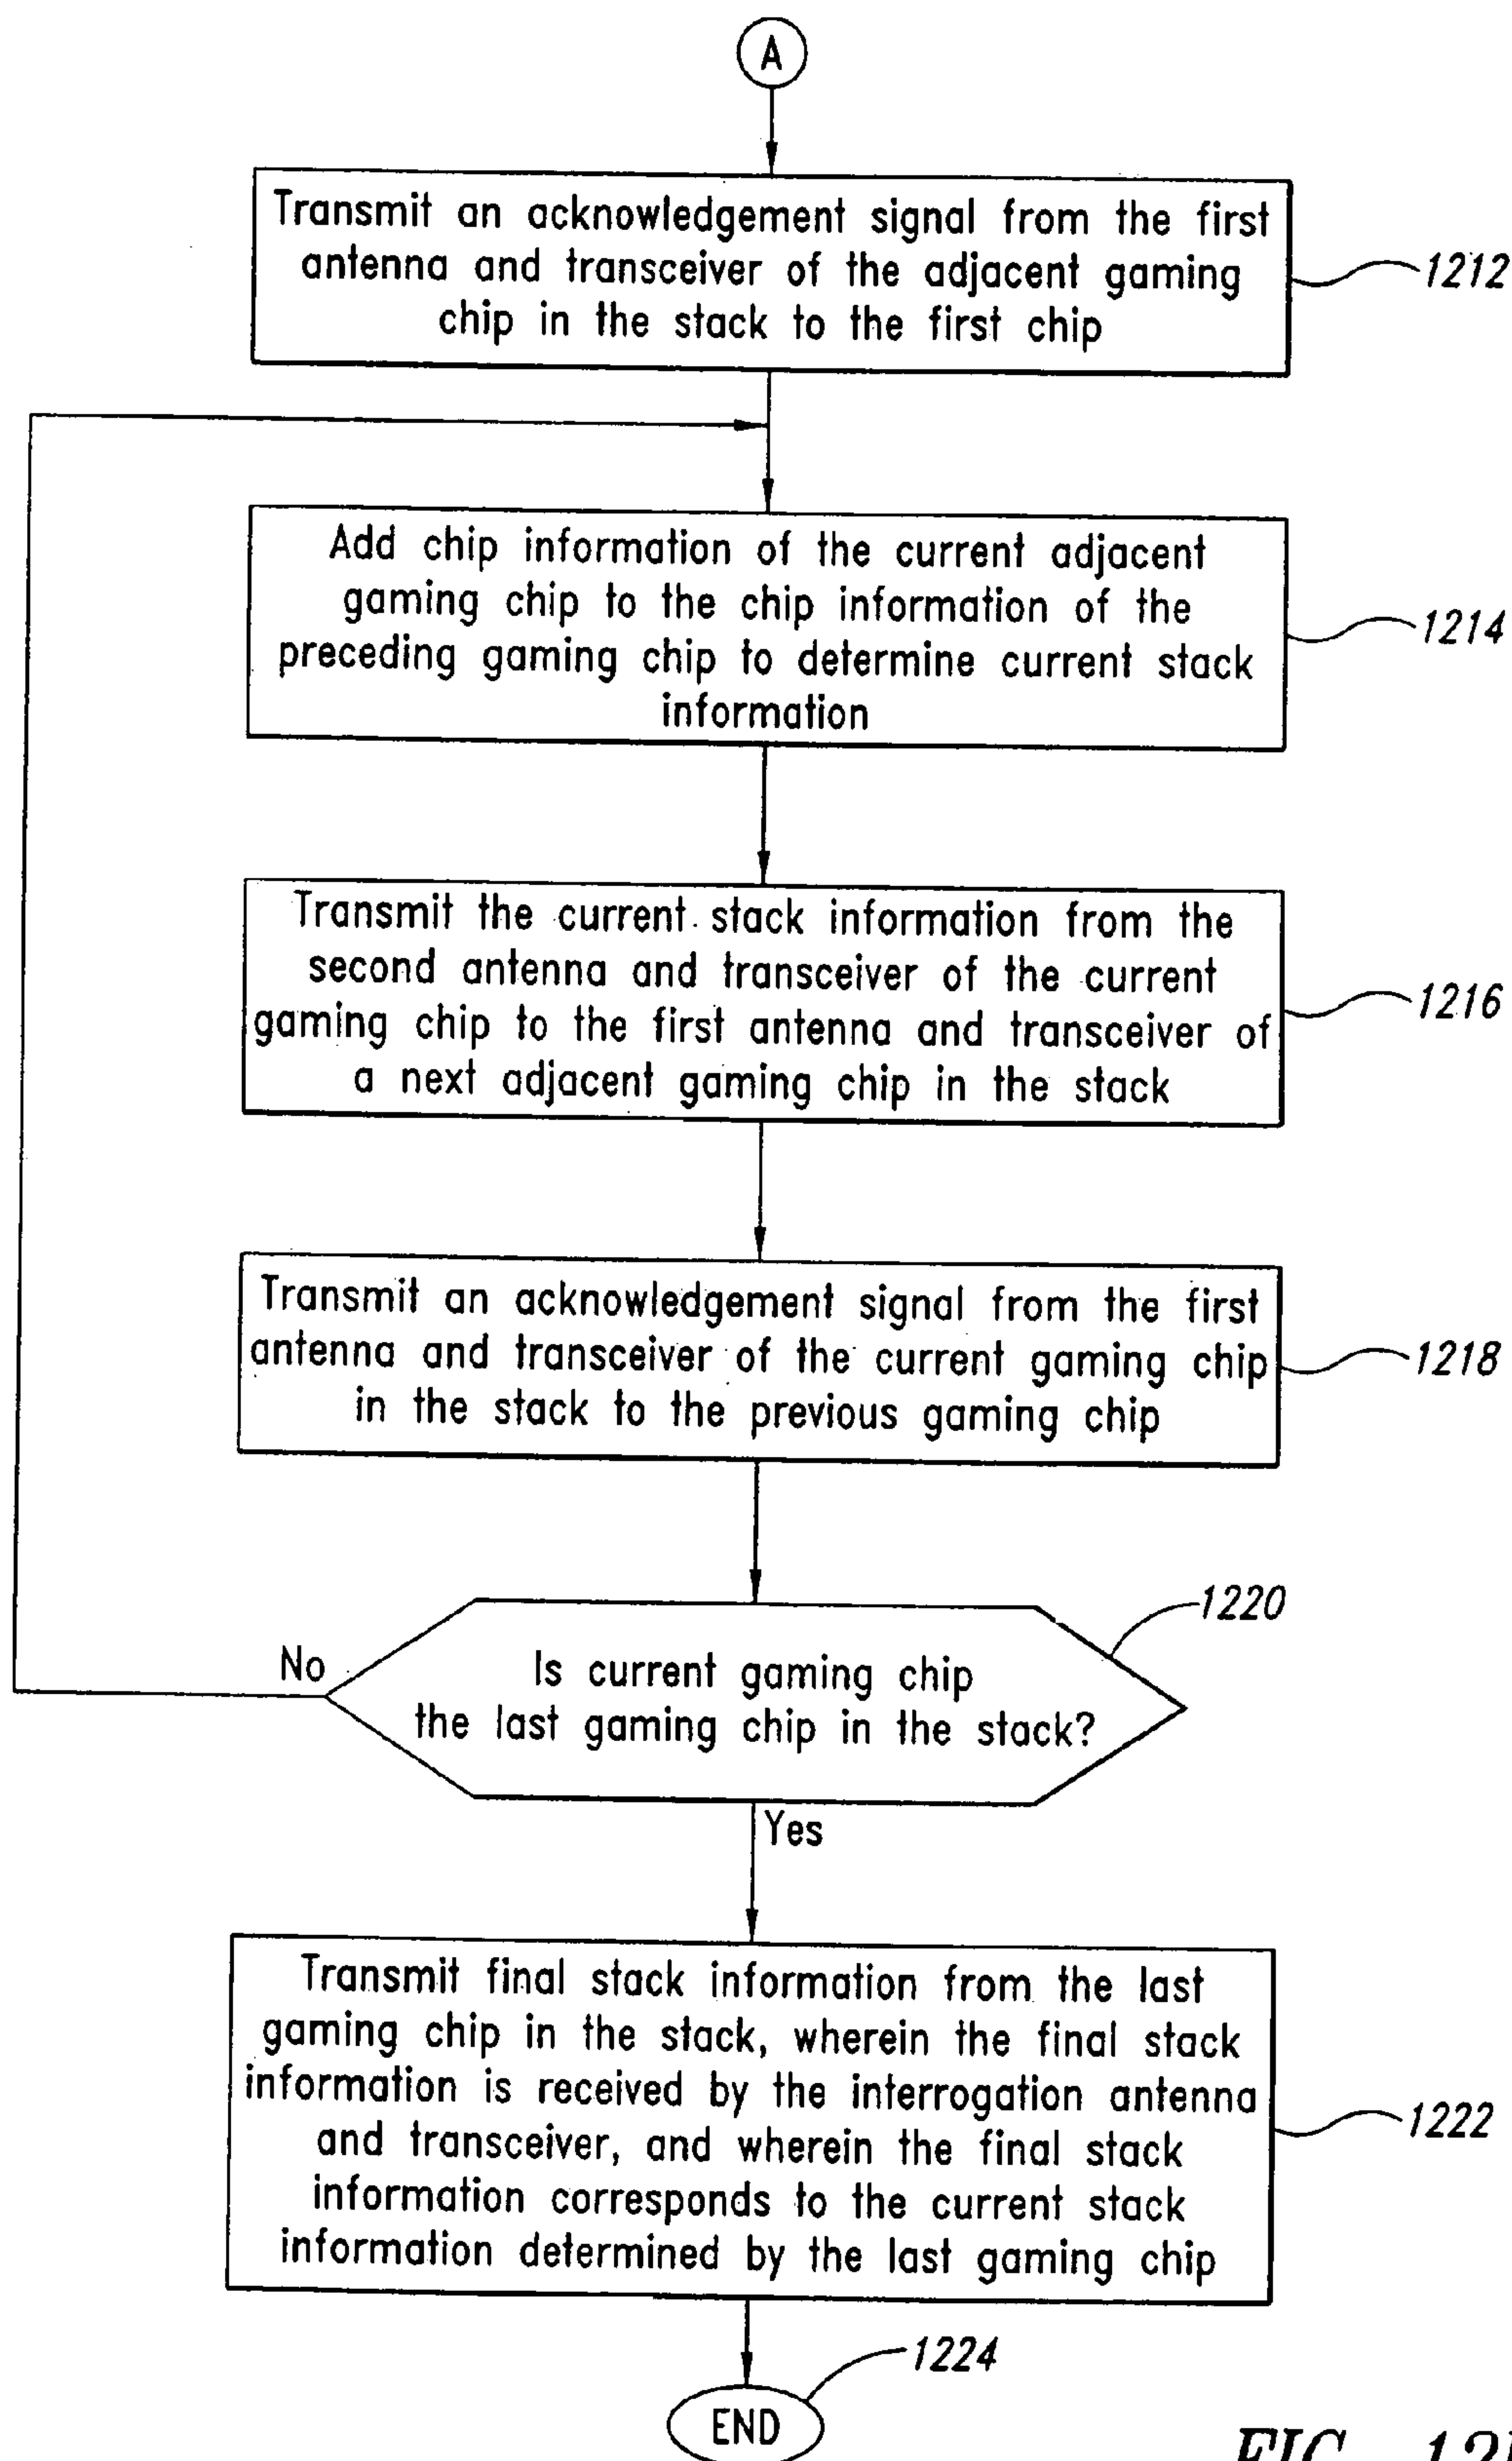 A
Transmit an acknowledgement signal from the first
antenna and transceiver of the adjacent gaming
chip in the stack to the first chip
1212
Add chip information of the current adjacent
gaming chip to the chip information of the
preceding gaming chip to determine current stack
information
1214
Transmit the current stack information from the
second antenna and transceiver of the current
gaming chip to the first antenna and transceiver of
a next adjacent gaming chip in the stack
1216
Transmit an acknowledgement signal from the first
antenna and transceiver of the current gaming chip
in the stack to the previous gaming chip
1218
1220
No
Is current gaming chip
the last gaming chip in the stack?
Yes
Transmit final stack information from the last
gaming chip in the stack, wherein the final stack
information is received by the interrogation antenna
and transceiver, and wherein the final stack
information corresponds to the current stack
information determined by the last gaming chip
1222
1224
END